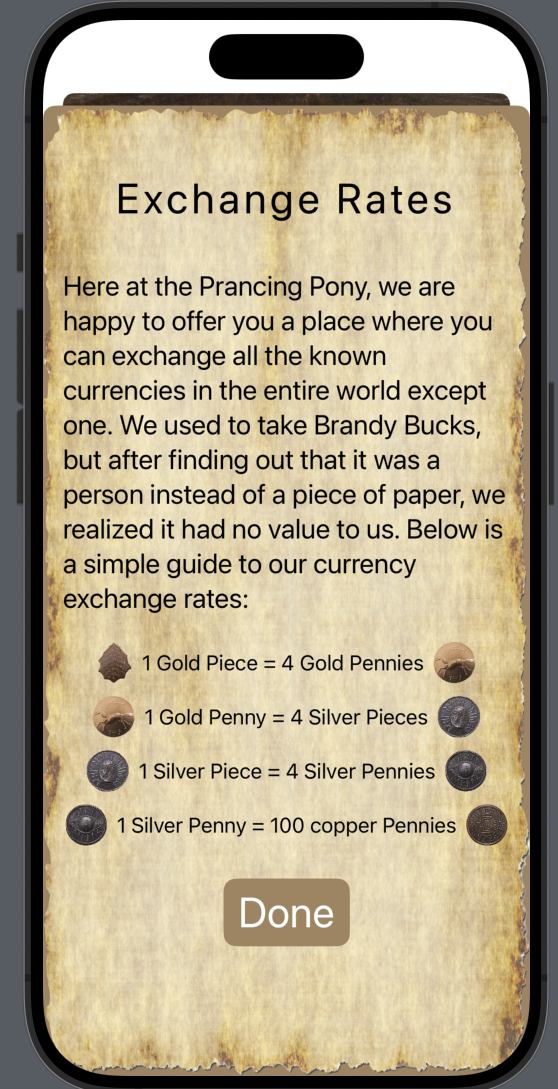 Exchange Rates
Here at the Prancing Pony, we are
happy to offer you a place where you
can exchange all the known
currencies in the entire world except
one. We used to take Brandy Bucks,
but after finding out that it was a
person instead of a piece of paper, we
realized it had no value to us. Below is
a simple guide to our currency
exchange rates:
1 Gold Piece = 4 Gold Pennies
1 Gold Penny = 4 Silver Pieces
1 Silver Piece = 4 Silver Pennies
1 Silver Penny = 100 copper Pennies
Done